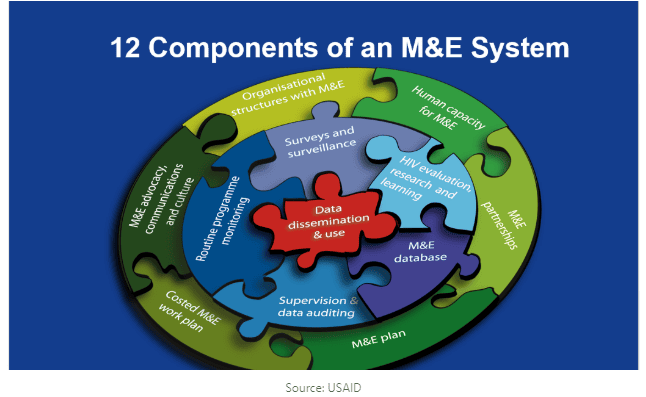 12 Components of an M&E System
Organisational
structures with M&E
Human capacity
for M&E
M&E
partnerships
M&E plan
Costed M&E
work plan
M&E advocacy,
communications
and culture
Surveys and
surveillance
HIV evaluation,
research and
learning
M&E
database
Supervision &
data auditing
Routine programme
monitoring
Data
dissemination
& use
Source: USAID